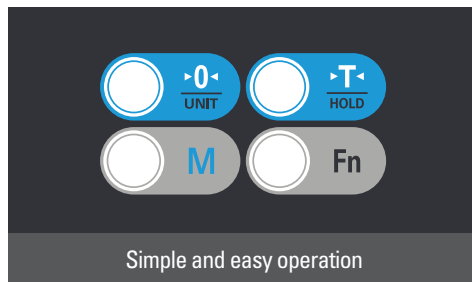 ▸0◂ ▸T◂
UNIT HOLD
M Fn
Simple and easy operation